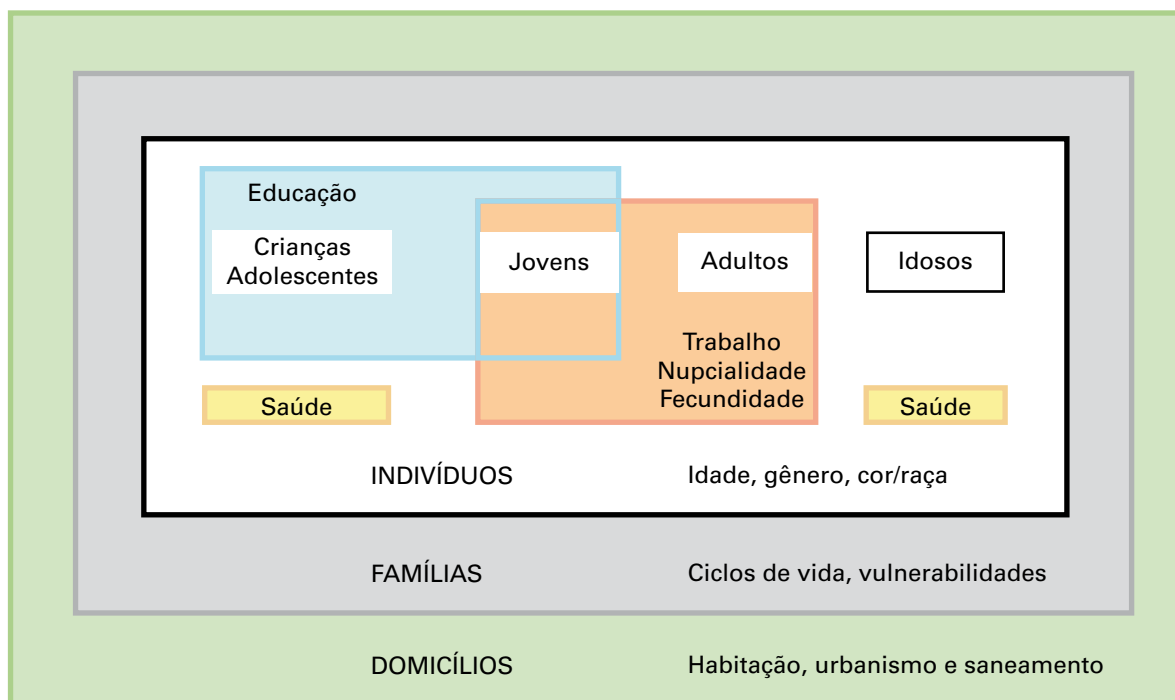 Educação
Crianças
Adolescentes
Jovens
Adultos
Idosos
Trabalho
Nupcialidade
Fecundidade
Saúde
Saúde
INDIVÍDUOS
Idade, gênero, cor/raça
FAMÍLIAS
Ciclos de vida, vulnerabilidades
DOMICÍLIOS
Habitação, urbanismo e saneamento